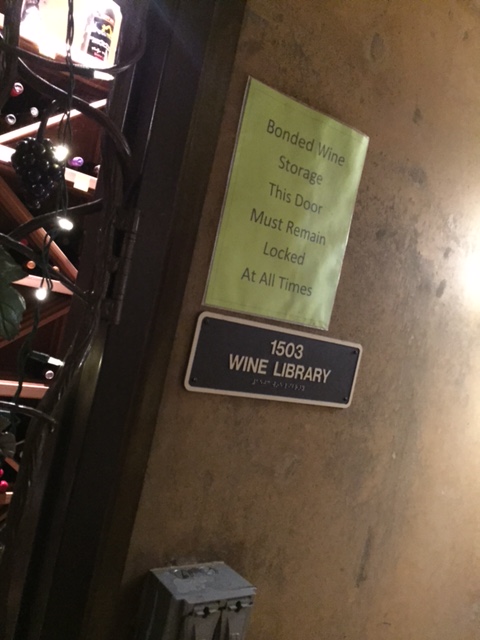 Bonded Wine
Storage
This Door
Must Remain
Locked
At All Times
1503
WINE LIBRARY